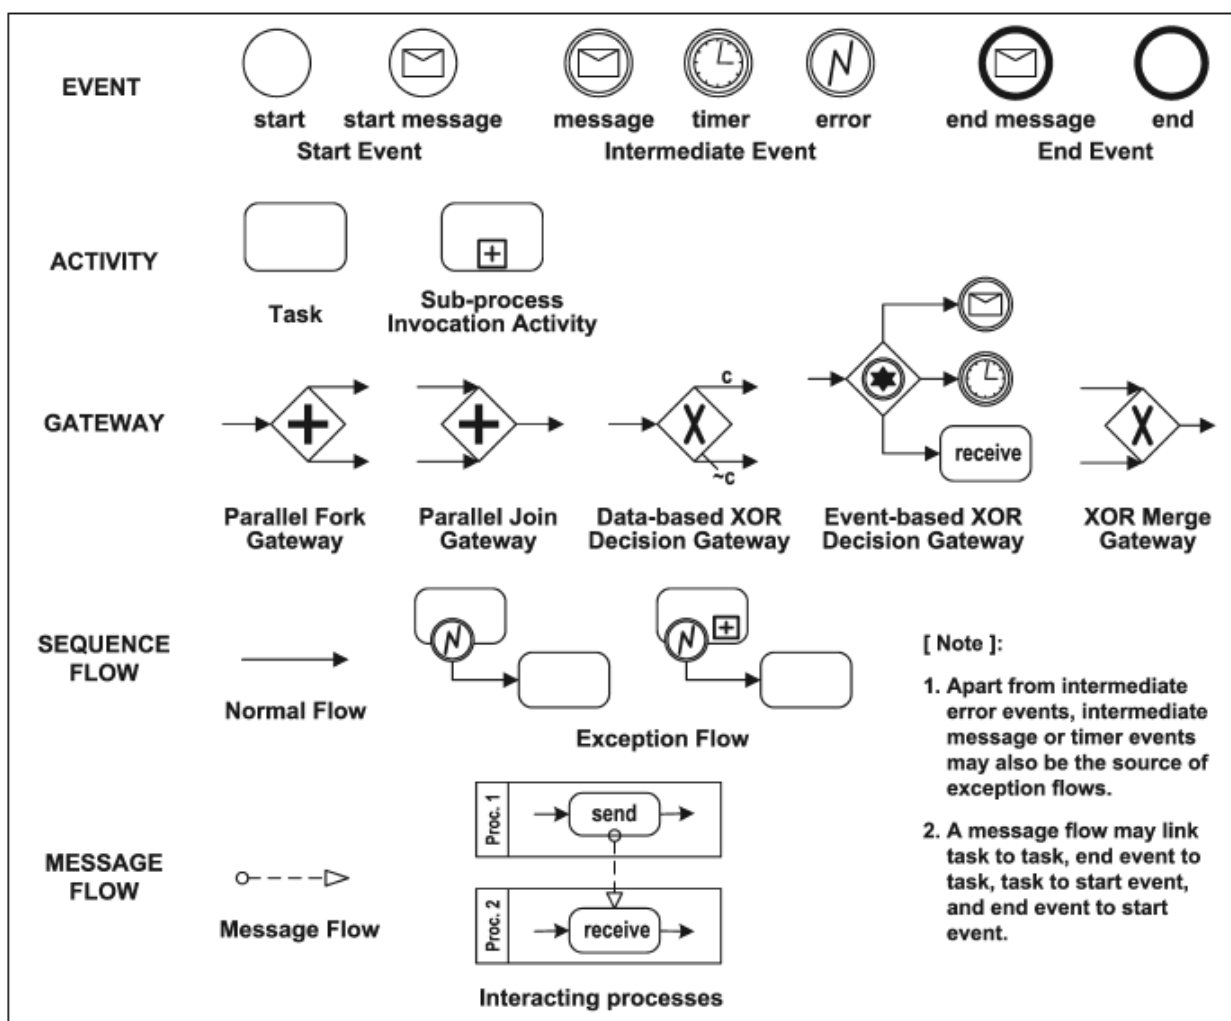 EVENT
start
start message
message
timer
error
end message
end
Start Event
Intermediate Event
End Event
ACTIVITY
Task
Sub-process
Invocation Activity
GATEWAY
c
~c
receive
Parallel Fork
Gateway
Parallel Join
Gateway
Data-based XOR
Decision Gateway
Event-based XOR
Decision Gateway
XOR Merge
Gateway
SEQUENCE
FLOW
Normal Flow
Exception Flow
[ Note ]:
1. Apart from intermediate
error events, intermediate
message or timer events
may also be the source of
exception flows.
2. A message flow may link
task to task, end event to
task, task to start event,
and end event to start
event.
MESSAGE
FLOW
Message Flow
Proc. 1
send
Proc. 2
receive
Interacting processes